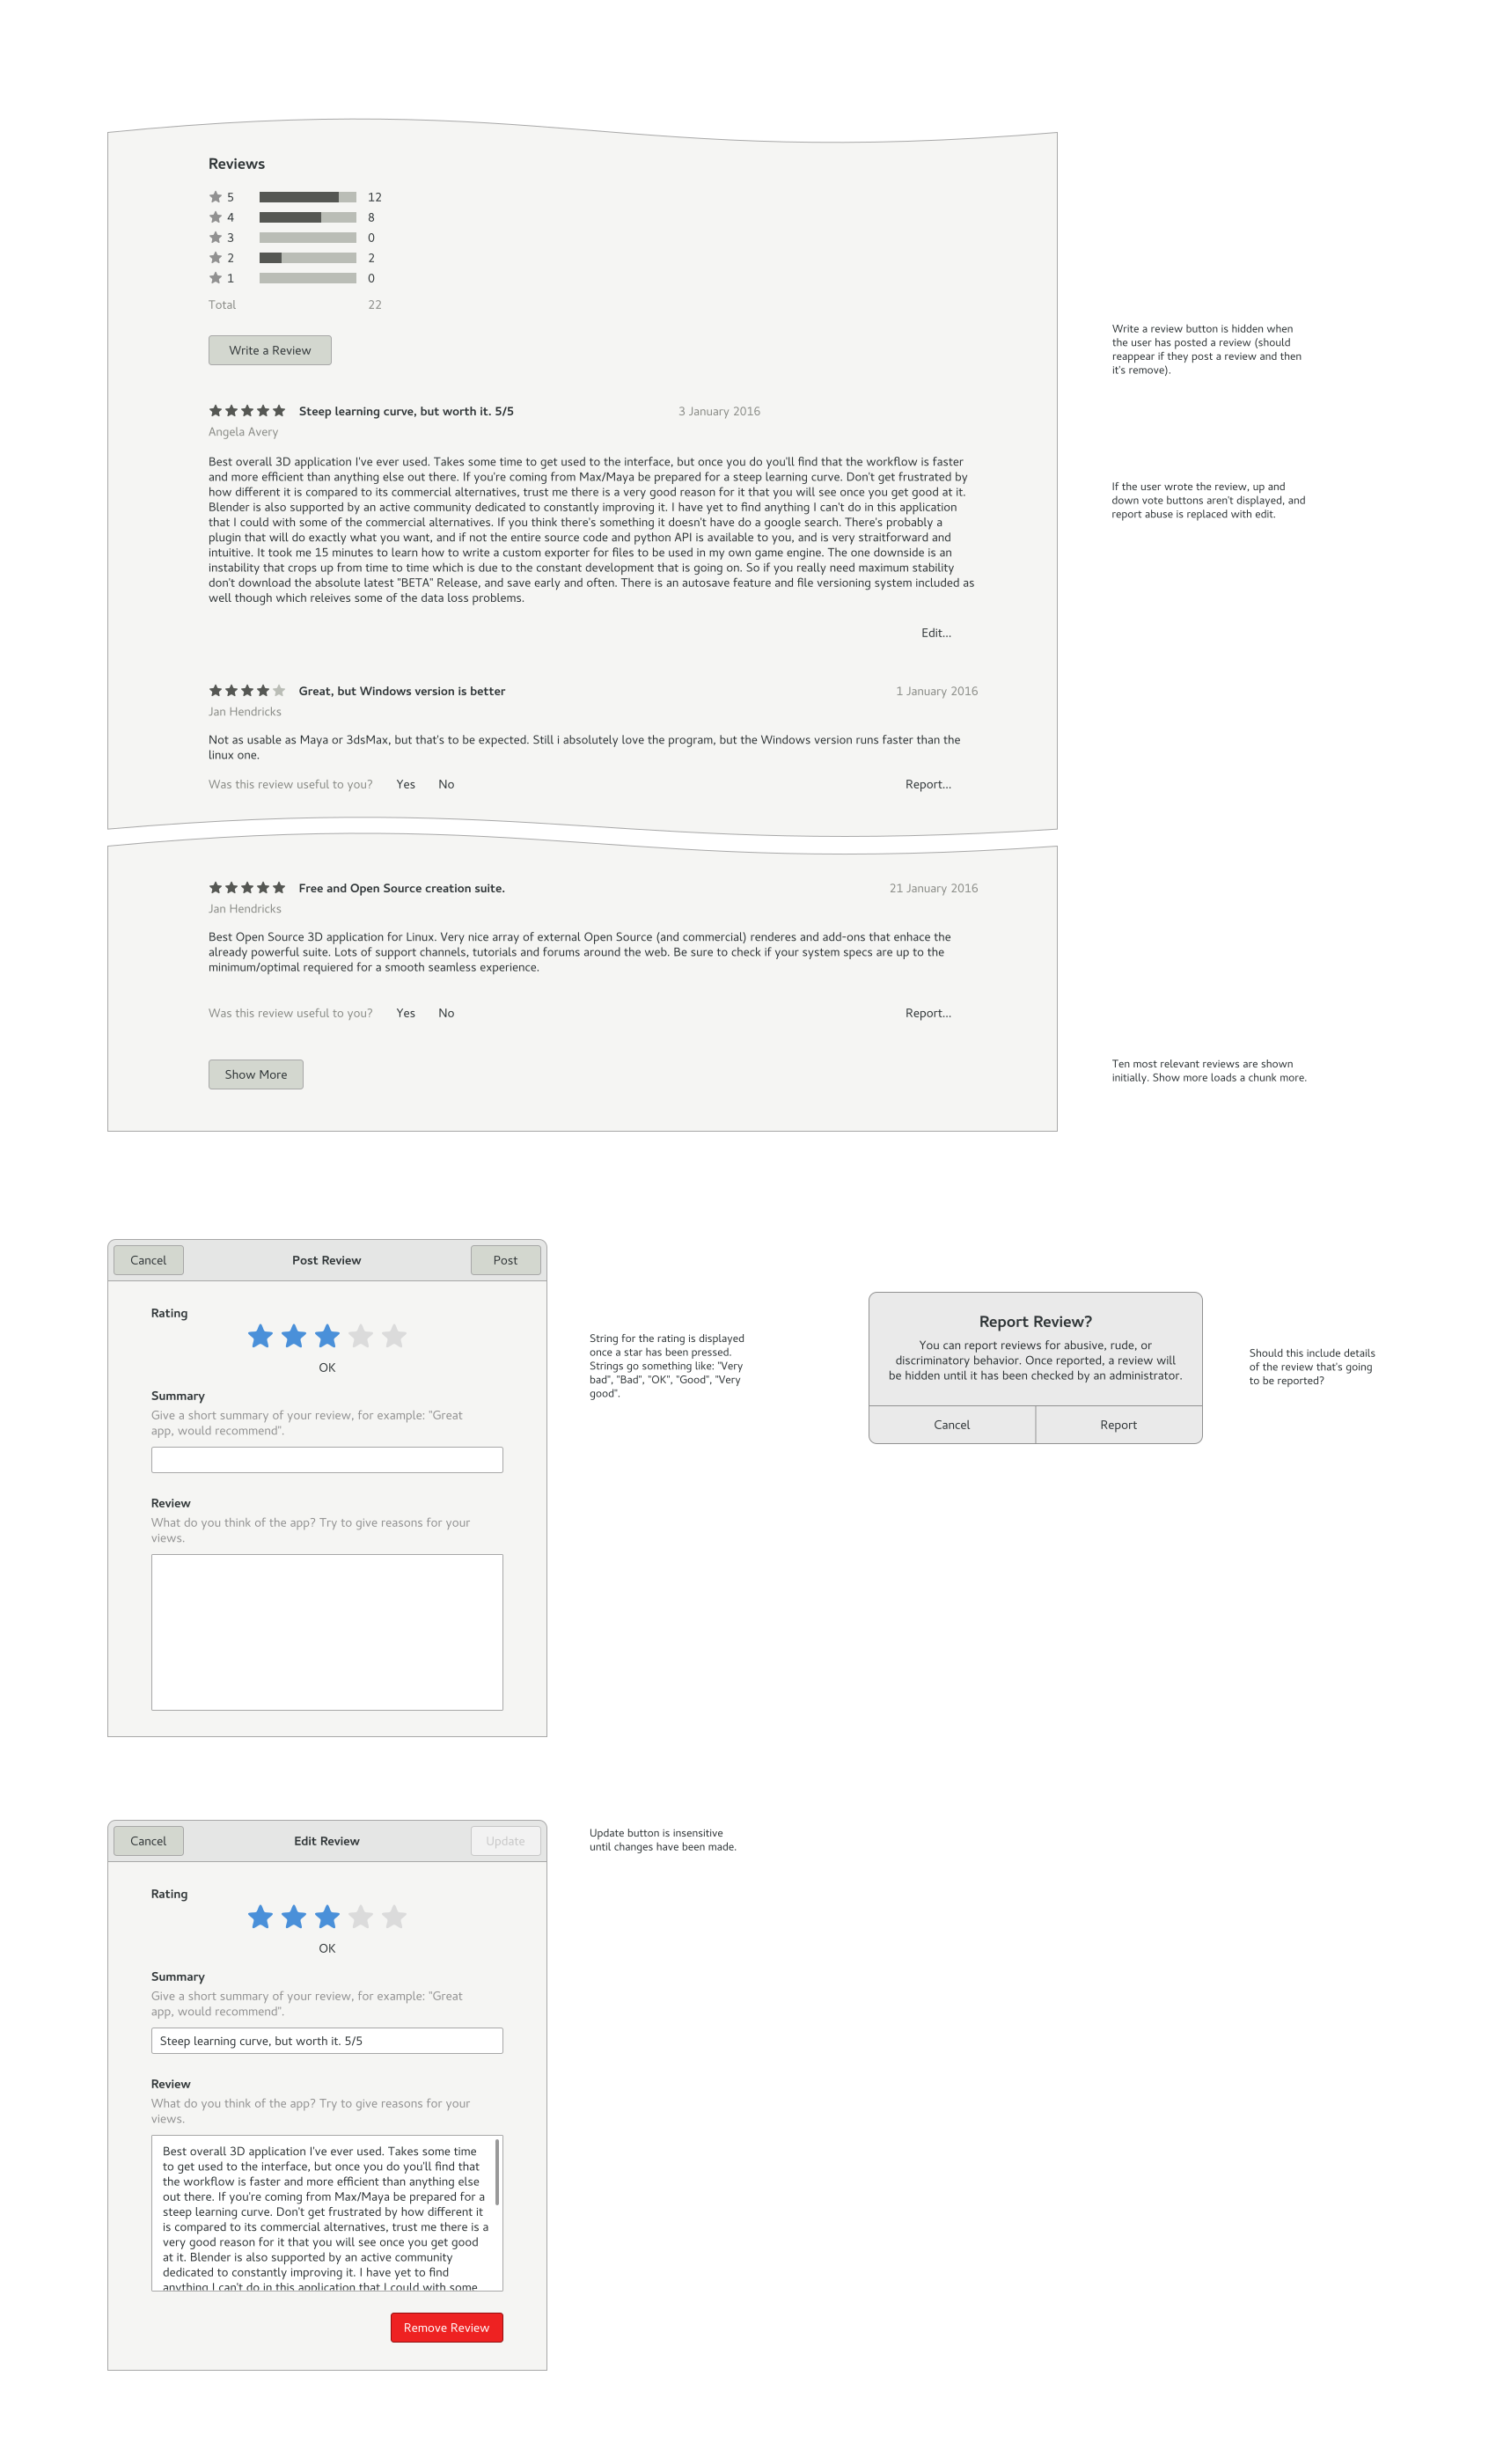 Reviews
5 12
4 8
3 0
2 2
1 0
Total 22
Write a Review
Write a review button is hidden when
the user has posted a review (should
reappear if they post a review and then
it's remove).
Steep learning curve, but worth it. 5/5 3 January 2016
Angela Avery
Best overall 3D application I've ever used. Takes some time to get used to the interface, but once you do you'll find that the workflow is faster
and more efficient than anything else out there. If you're coming from Max/Maya be prepared for a steep learning curve. Don't get frustrated by
how different it is compared to its commercial alternatives, trust me there is a very good reason for it that you will see once you get good at it.
Blender is also supported by an active community dedicated to constantly improving it. I have yet to find anything I can't do in this application
that I could with some of the commercial alternatives. If you think there's something it doesn't have do a google search. There's probably a
plugin that will do exactly what you want, and if not the entire source code and python API is available to you, and is very straitforward and
intuitive. It took me 15 minutes to learn how to write a custom exporter for files to be used in my own game engine. The one downside is an
instability that crops up from time to time which is due to the constant development that is going on. So if you really need maximum stability
don't download the absolute latest "BETA" Release, and save early and often. There is an autosave feature and file versioning system included as
well though which releives some of the data loss problems.
If the user wrote the review, up and
down vote buttons aren't displayed, and
report abuse is replaced with edit.
Edit...
Great, but Windows version is better 1 January 2016
Jan Hendricks
Not as usable as Maya or 3dsMax, but that's to be expected. Still i absolutely love the program, but the Windows version runs faster than the
linux one.
Was this review useful to you? Yes No Report...
Free and Open Source creation suite. 21 January 2016
Jan Hendricks
Best Open Source 3D application for Linux. Very nice array of external Open Source (and commercial) renderes and add-ons that enhace the
already powerful suite. Lots of support channels, tutorials and forums around the web. Be sure to check if your system specs are up to the
minimum/optimal requiered for a smooth seamless experience.
Was this review useful to you? Yes No Report...
Show More
Ten most relevant reviews are shown
initially. Show more loads a chunk more.
Cancel Post Review Post
Rating
OK
Summary
Give a short summary of your review, for example: "Great
app, would recommend".
Review
What do you think of the app? Try to give reasons for your
views.
String for the rating is displayed
once a star has been pressed.
Strings go something like: "Very
bad", "Bad", "OK", "Good", "Very
good".
Report Review?
You can report reviews for abusive, rude, or
discriminatory behavior. Once reported, a review will
be hidden until it has been checked by an administrator.
Cancel Report
Should this include details
of the review that's going
to be reported?
Cancel Edit Review Update
Rating
OK
Summary
Give a short summary of your review, for example: "Great
app, would recommend".
Steep learning curve, but worth it. 5/5
Review
What do you think of the app? Try to give reasons for your
views.
Best overall 3D application I've ever used. Takes some time
to get used to the interface, but once you do you'll find that
the workflow is faster and more efficient than anything else
out there. If you're coming from Max/Maya be prepared for a
steep learning curve. Don't get frustrated by how different it
is compared to its commercial alternatives, trust me there is a
very good reason for it that you will see once you get good
at it. Blender is also supported by an active community
dedicated to constantly improving it. I have yet to find
anything I can't do in this application that I could with some
Remove Review
Update button is insensitive
until changes have been made.